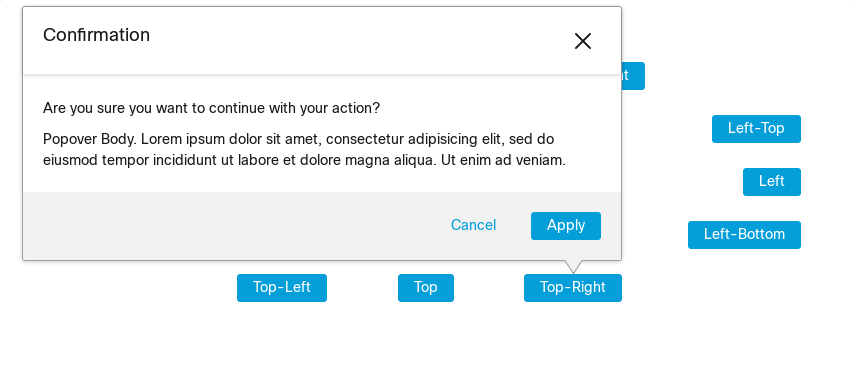 Confirmation
Are you sure you want to continue with your action?
Popover Body. Lorem ipsum dolor sit amet, consectetur adipisicing elit, sed do
eiusmod tempor incididunt ut labore et dolore magna aliqua. Ut enim ad veniam.
Cancel
Apply
Left-Top
Left
Left-Bottom
Top-Left
Top
Top-Right